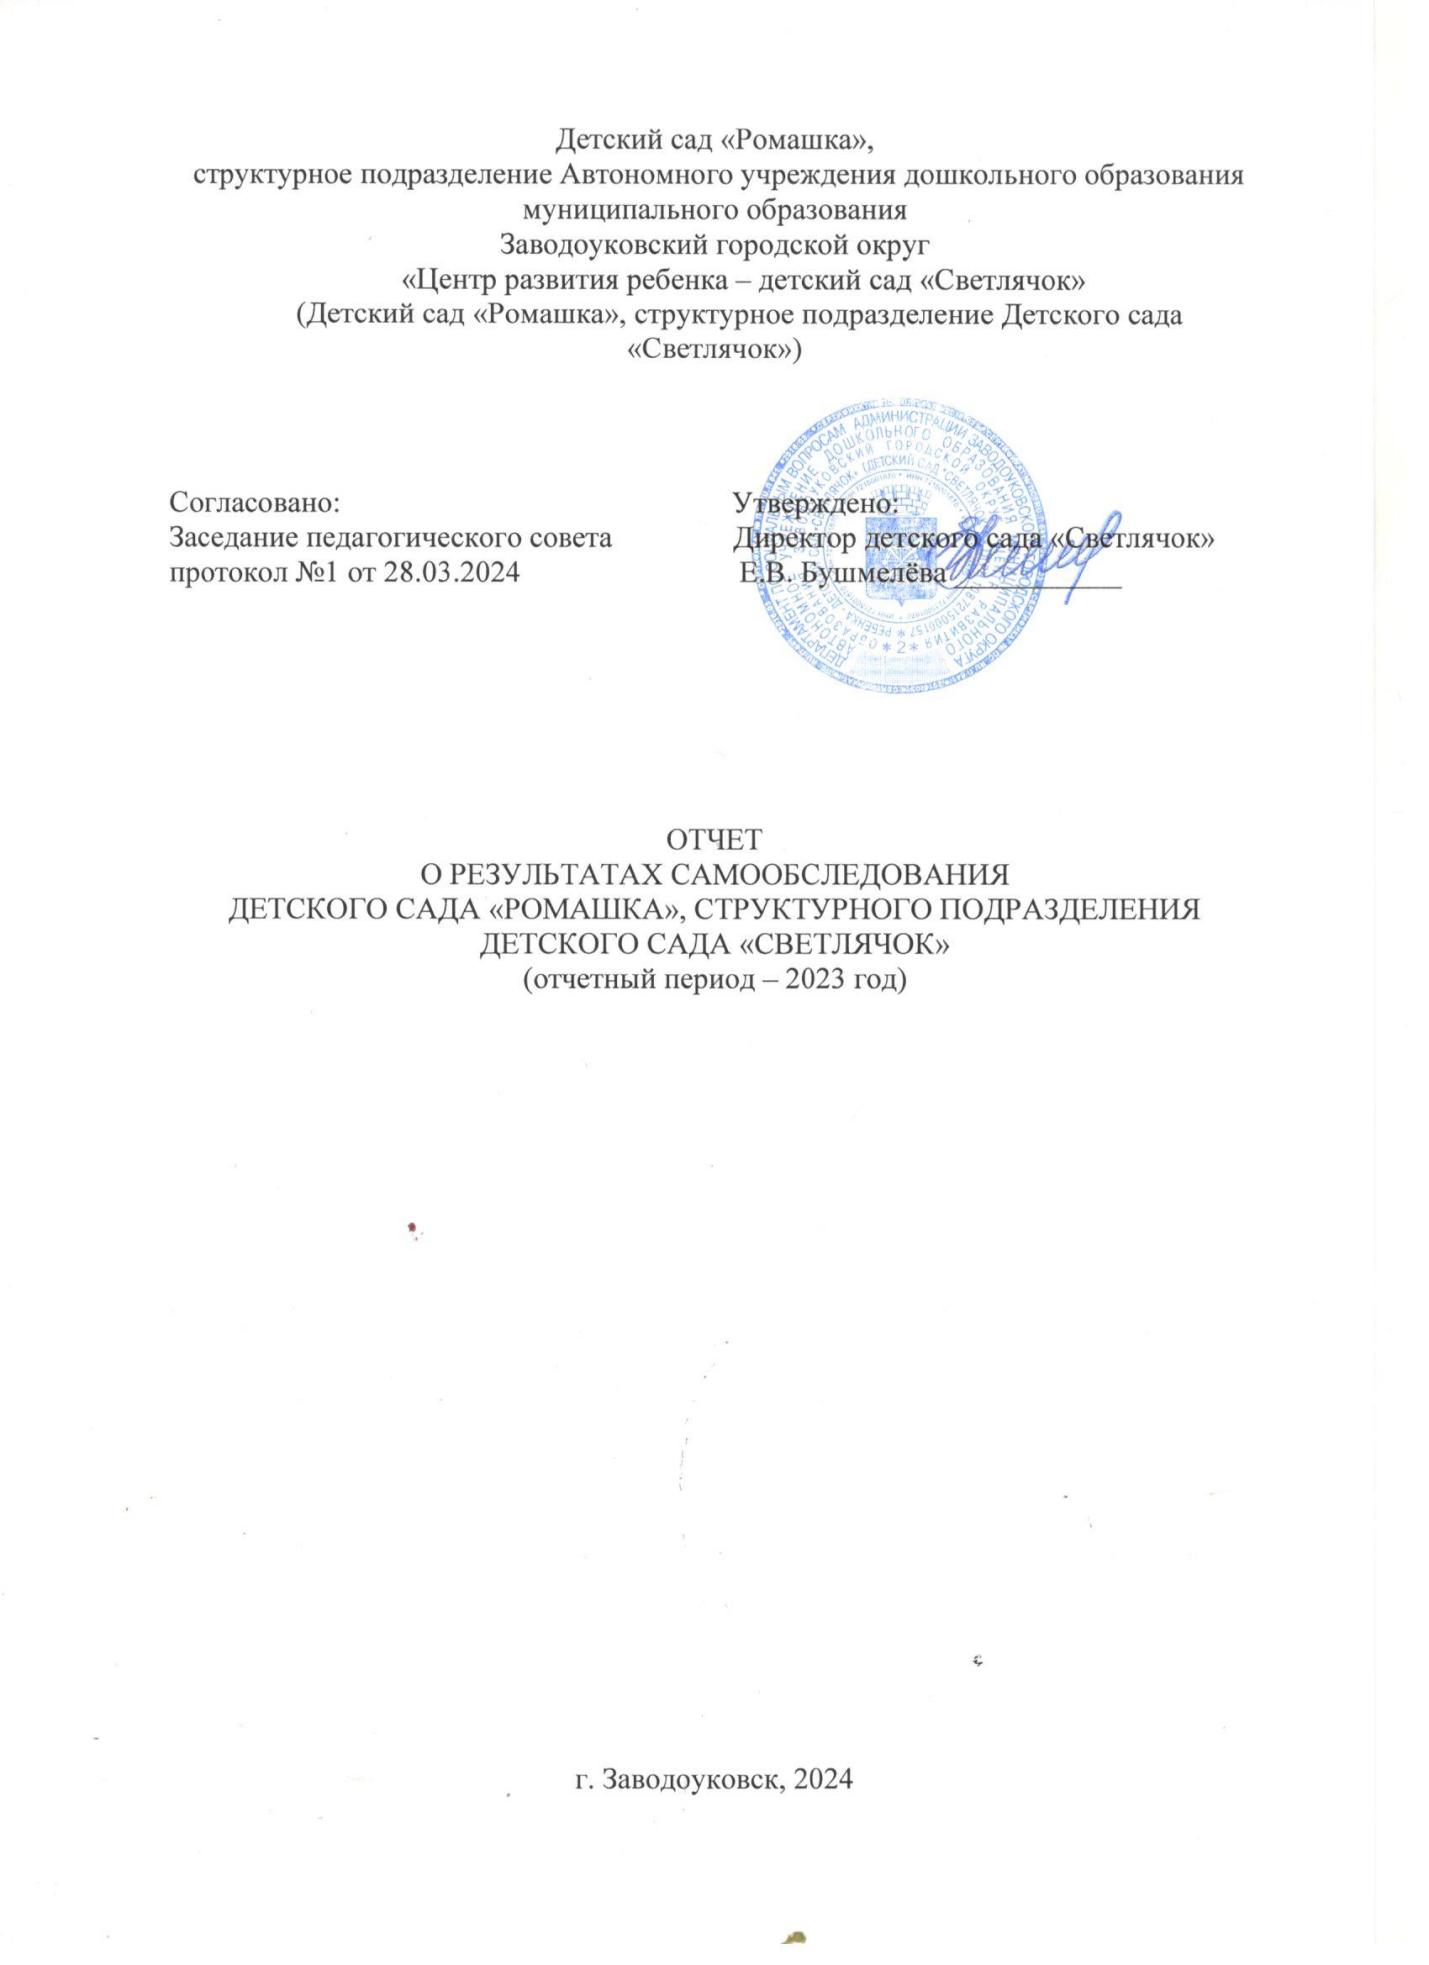 Детский сад «Ромашка»,
структурное подразделение Автономного учреждения дошкольного образования
муниципального образования
Заводоуковский городской округ
«Центр развития ребенка – детский сад «Светлячок»
(Детский сад «Ромашка», структурное подразделение Детского сада
«Светлячок»)
Согласовано:
Заседание педагогического совета
протокол №1 от 28.03.2024
Утверждено:
Директор детского сада «Светлячок»
Е.В. Бушмелёва
ОТЧЕТ
О РЕЗУЛЬТАТАХ САМООБСЛЕДОВАНИЯ
ДЕТСКОГО САДА «РОМАШКА», СТРУКТУРНОГО ПОДРАЗДЕЛЕНИЯ
ДЕТСКОГО САДА «СВЕТЛЯЧОК»
(отчетный период – 2023 год)
г. Заводоуковск, 2024